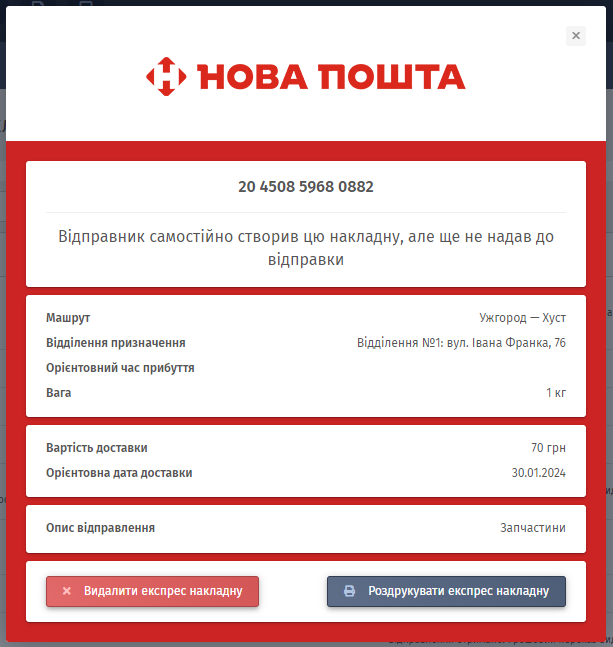 НОВА ПОШТА
20 4508 5968 0882
Відправник самостійно створив цю накладну, але ще не надав до
відправки
Машрут Ужгород — Хуст
Відділення призначення Відділення №1: вул. Івана Франка, 76
Орієнтовний час прибуття
Вага 1 кг
Вартість доставки 70 грн
Орієнтовна дата доставки 30.01.2024
Опис відправлення Запчастини
Видалити експрес накладну Роздрукувати експрес накладну